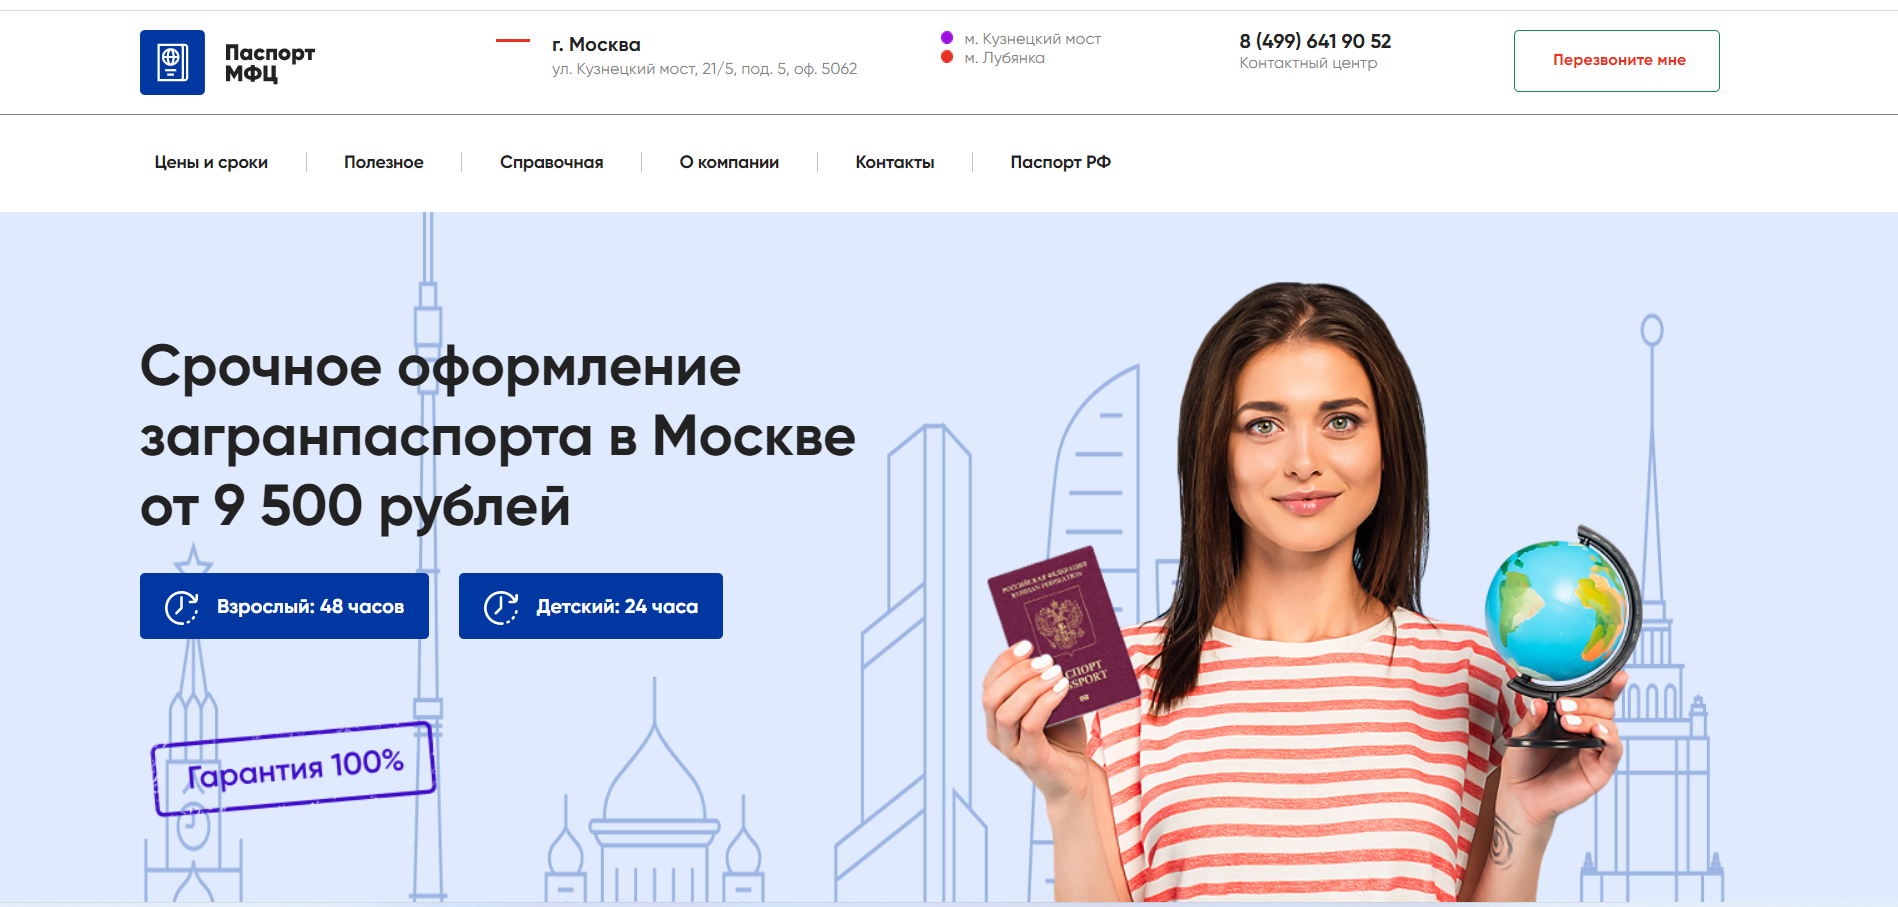 Паспорт
МФЦ
г. Москва
ул. Кузнецкий мост, 21/5, под. 5, оф. 5062
м. Кузнецкий мост
м. Лубянка
8 (499) 641 90 52
Контактный центр
Перезвоните мне
Цены и сроки
Полезное
Справочная
О компании
Контакты
Паспорт РФ
Срочное оформление
загранпаспорта в Москве
от 9 500 рублей
Взрослый: 48 часов
Детский: 24 часа
Гарантия 100%
РОССИЙСКАЯ ФЕДЕРАЦИЯ
RUSSIAN FEDERATION
СПОРТ
SSPORT